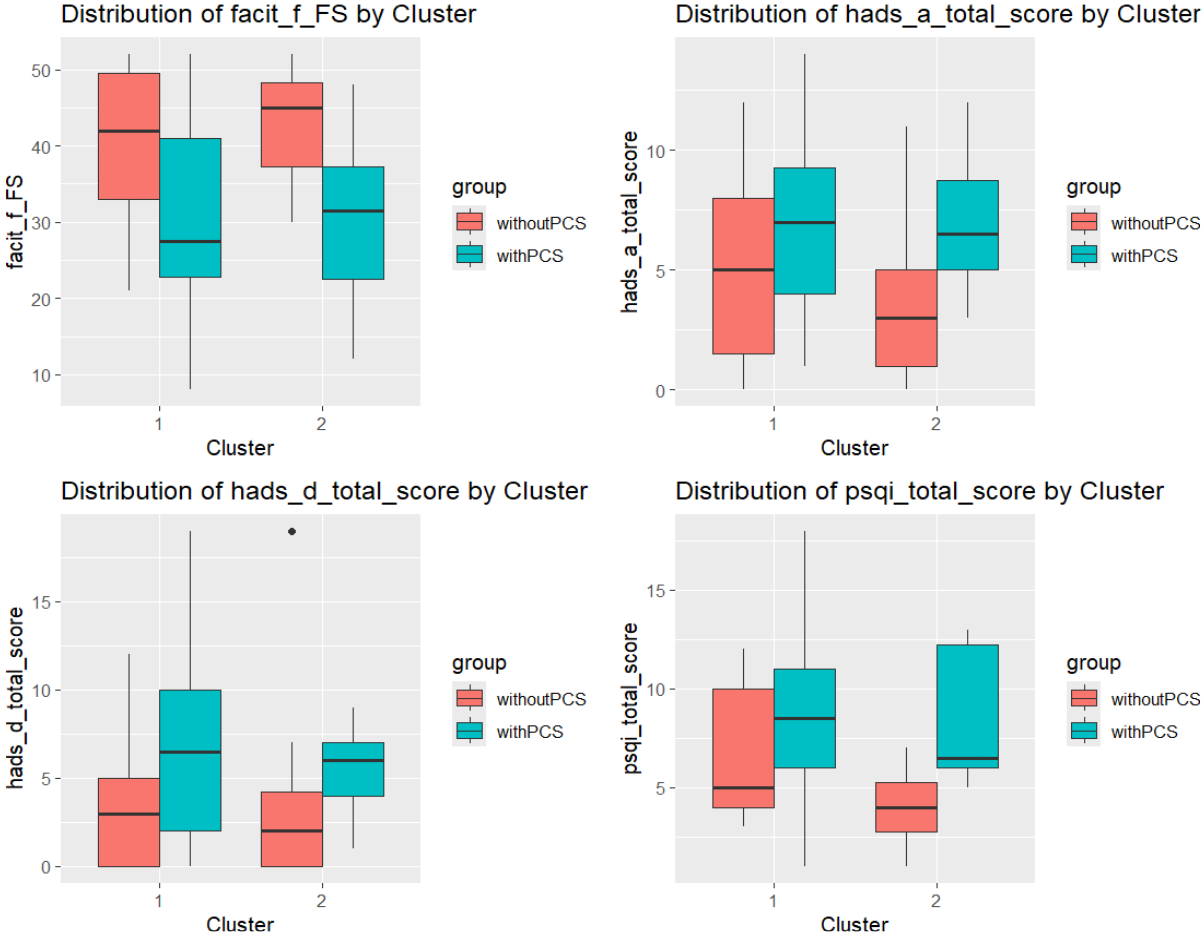 Distribution of facit_f_FS by Cluster
facit_f_FS
50
40
30
20
10
1
2
Cluster
group
withoutPCS
withPCS
Distribution of hads_a_total_score by Cluster
hads_a_total_score
10
5
0
1
2
Cluster
group
withoutPCS
withPCS
Distribution of hads_d_total_score by Cluster
hads_d_total_score
15
10
5
0
1
2
Cluster
group
withoutPCS
withPCS
Distribution of psqi_total_score by Cluster
psqi_total_score
15
10
5
1
2
Cluster
group
withoutPCS
withPCS